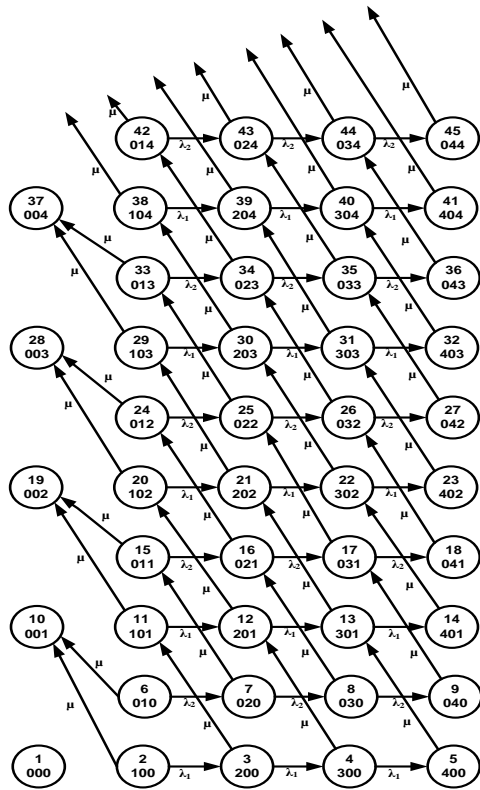 μ μ μ μ
42 43 44 45
014 024 034 044
λ₂ λ₂ λ₂
μ μ μ μ
37 38 39 40 41
004 104 204 304 404
λ₁ λ₁ λ₁
μ μ
33 34 35 36
013 023 033 043
λ₂ λ₂ λ₂
μ μ μ
28 29 30 31 32
003 103 203 303 403
λ₁ λ₁ λ₁
μ μ
24 25 26 27
012 022 032 042
λ₂ λ₂ λ₂
μ μ μ
19 20 21 22 23
002 102 202 302 402
λ₁ λ₁ λ₁
μ μ
15 16 17 18
011 021 031 041
λ₂ λ₂ λ₂
μ μ μ
10 11 12 13 14
001 101 201 301 401
λ₁ λ₁ λ₁
μ μ
6 7 8 9
010 020 030 040
λ₂ λ₂ λ₂
μ μ μ
1 2 3 4 5
000 100 200 300 400
λ₁ λ₁ λ₁